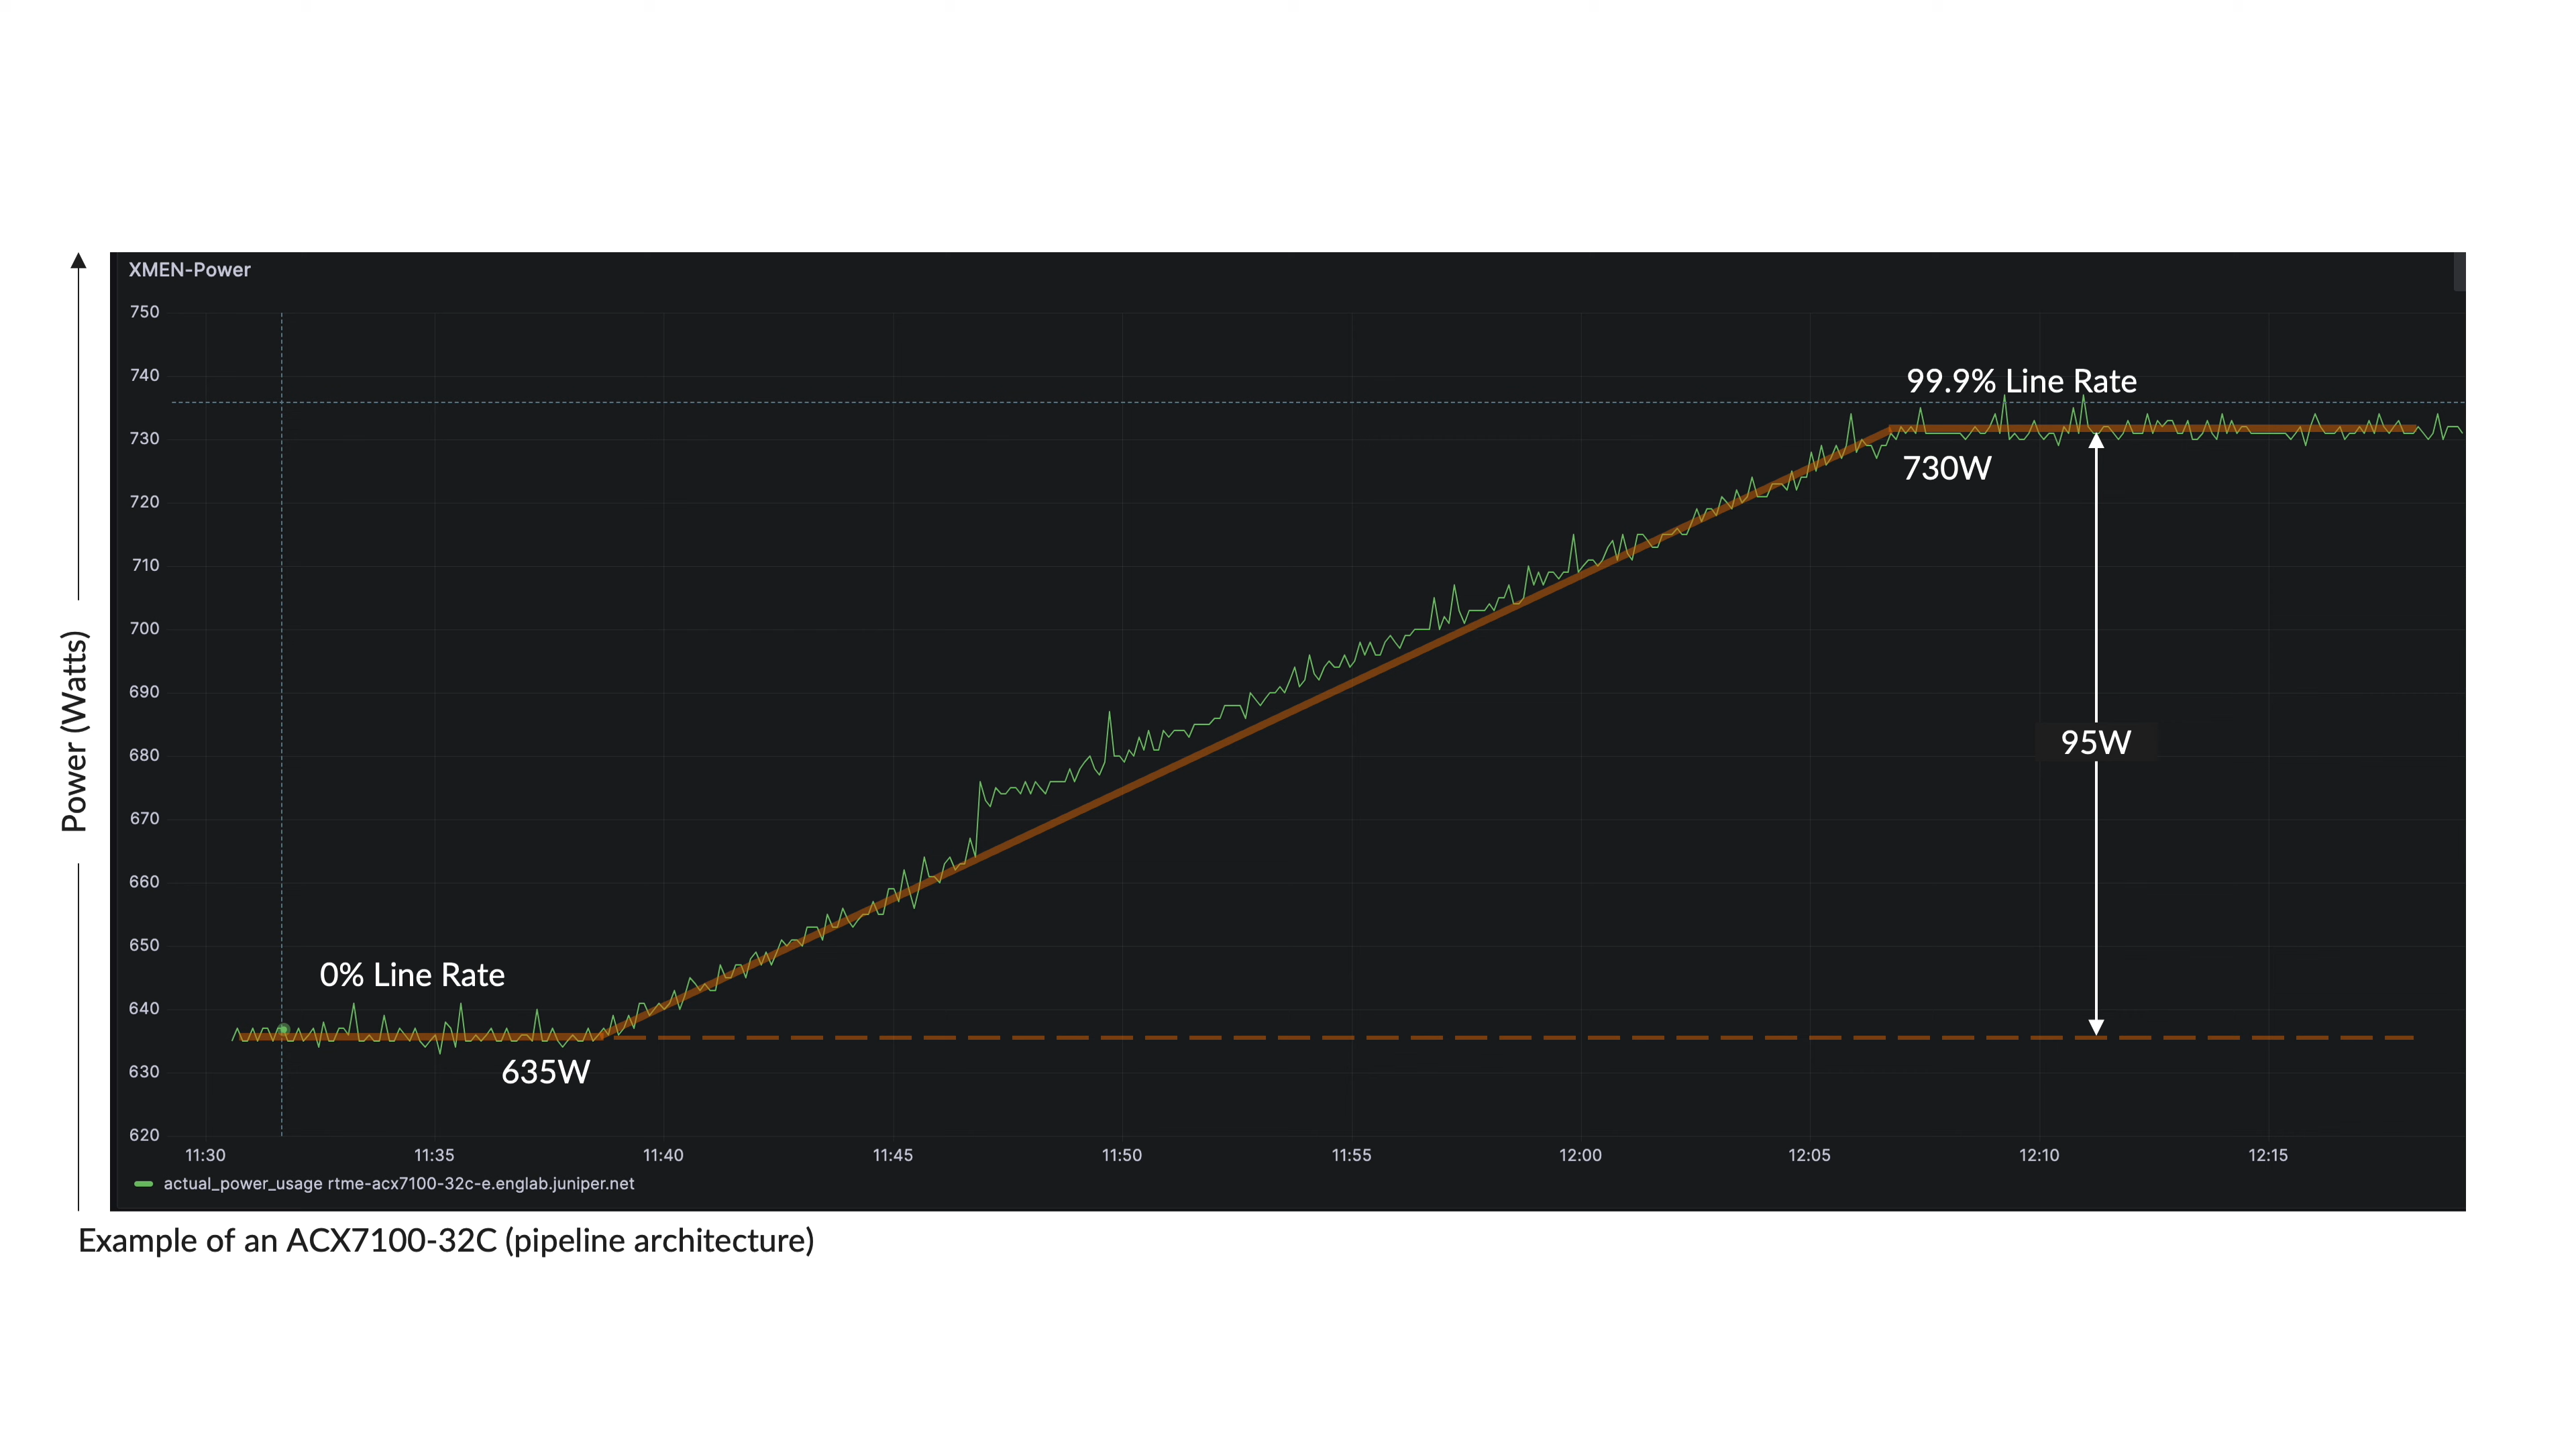 XMEN-Power
750
740
730
720
710
700
690
680
670
660
650
640
630
620
Power (Watts)
99.9% Line Rate
730W
95W
0% Line Rate
635W
11:30 11:35 11:40 11:45 11:50 11:55 12:00 12:05 12:10 12:15
actual_power_usage rtme-acx7100-32c-e.englab.juniper.net
Example of an ACX7100-32C (pipeline architecture)